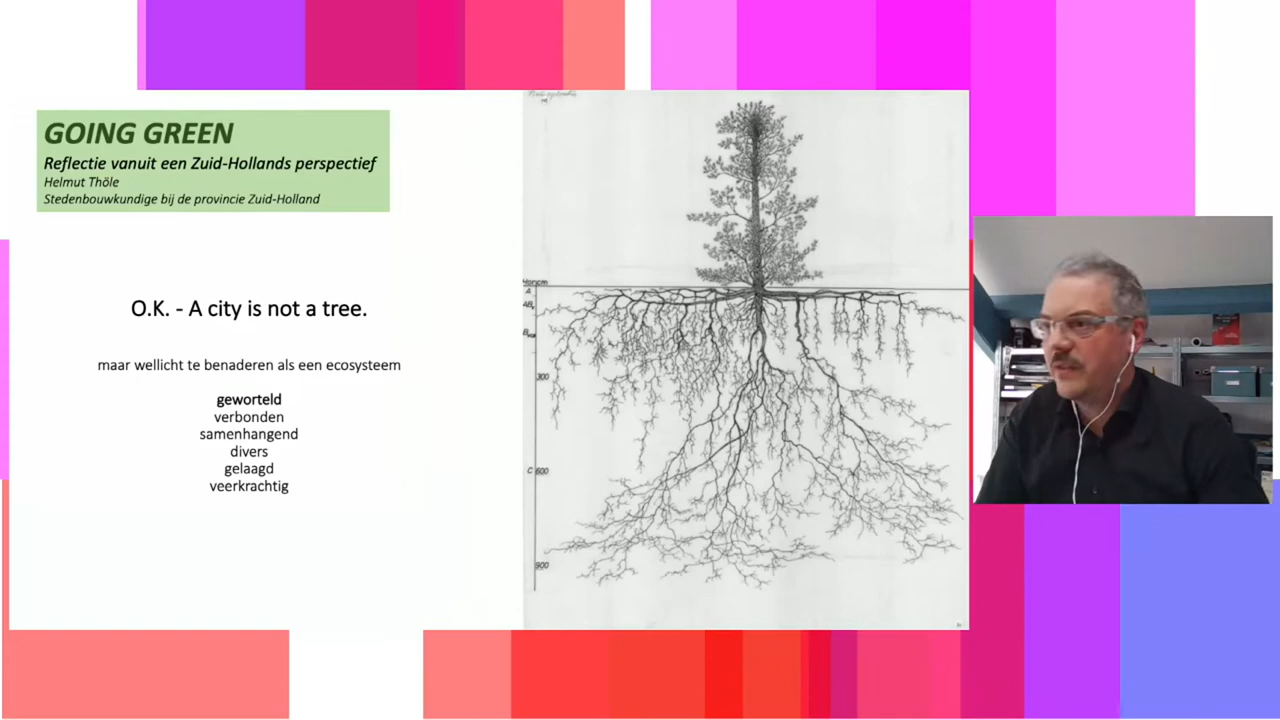 GOING GREEN
Reflectie vanuit een Zuid-Hollands perspectief
Helmut Thöle
Stedenbouwkundige bij de provincie Zuid-Holland
O.K. - A city is not a tree.
maar wellicht te benaderen als een ecosysteem
geworteld
verbonden
samenhangend
divers
gelaagd
veerkrachtig
A
300
C 600
900